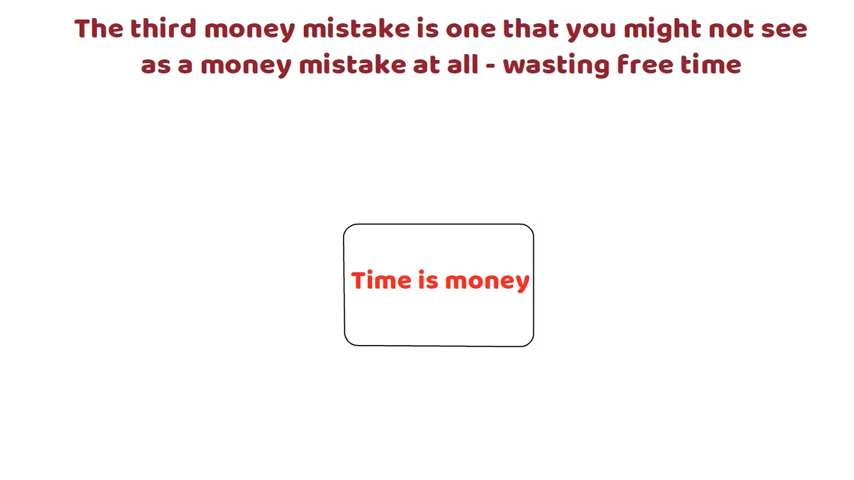 The third money mistake is one that you might not see
as a money mistake at all - wasting free time
Time is money